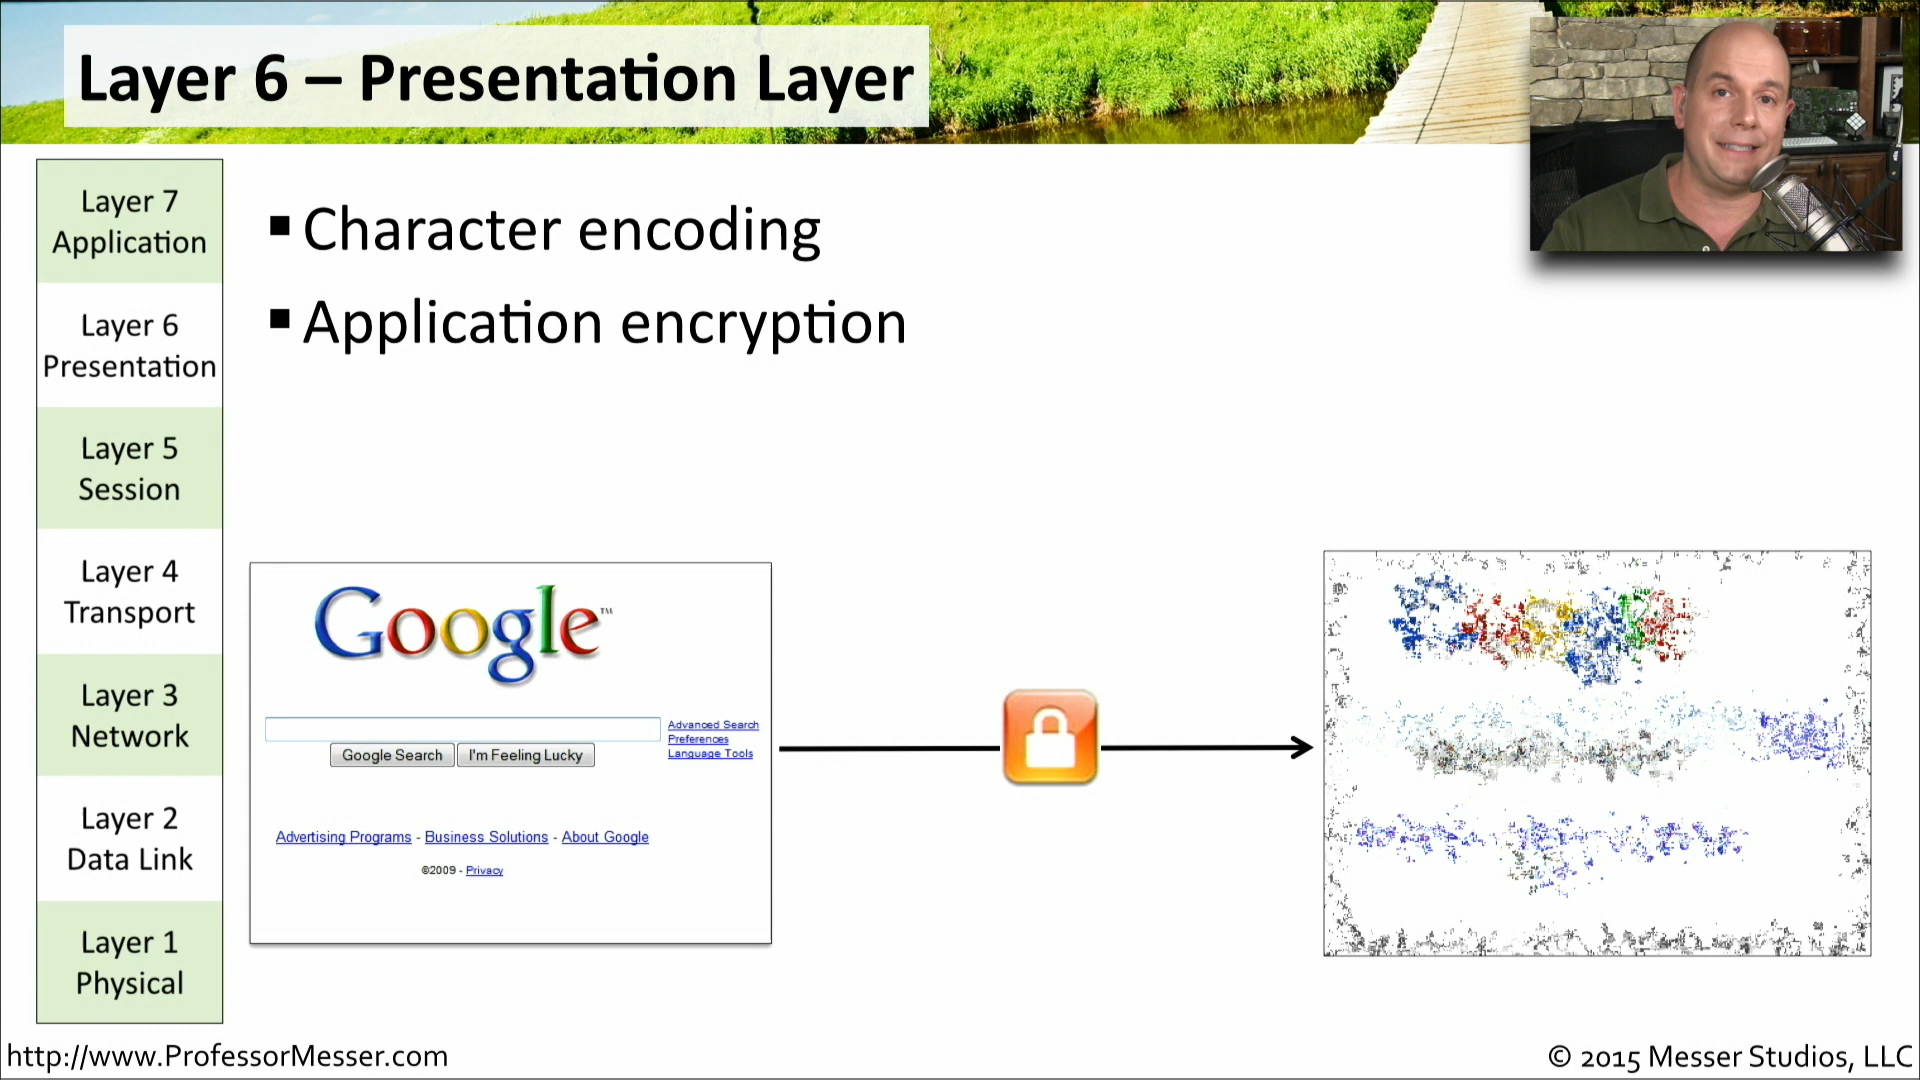 Layer 6 – Presentation Layer
Layer 7
Application
Layer 6
Presentation
Layer 5
Session
Layer 4
Transport
Layer 3
Network
Layer 2
Data Link
Layer 1
Physical
▪ Character encoding
▪ Application encryption
Google™
Advanced Search
Preferences
Language Tools
Google Search
I'm Feeling Lucky
Advertising Programs - Business Solutions - About Google
©2009 - Privacy
http://www.ProfessorMesser.com
© 2015 Messer Studios, LLC